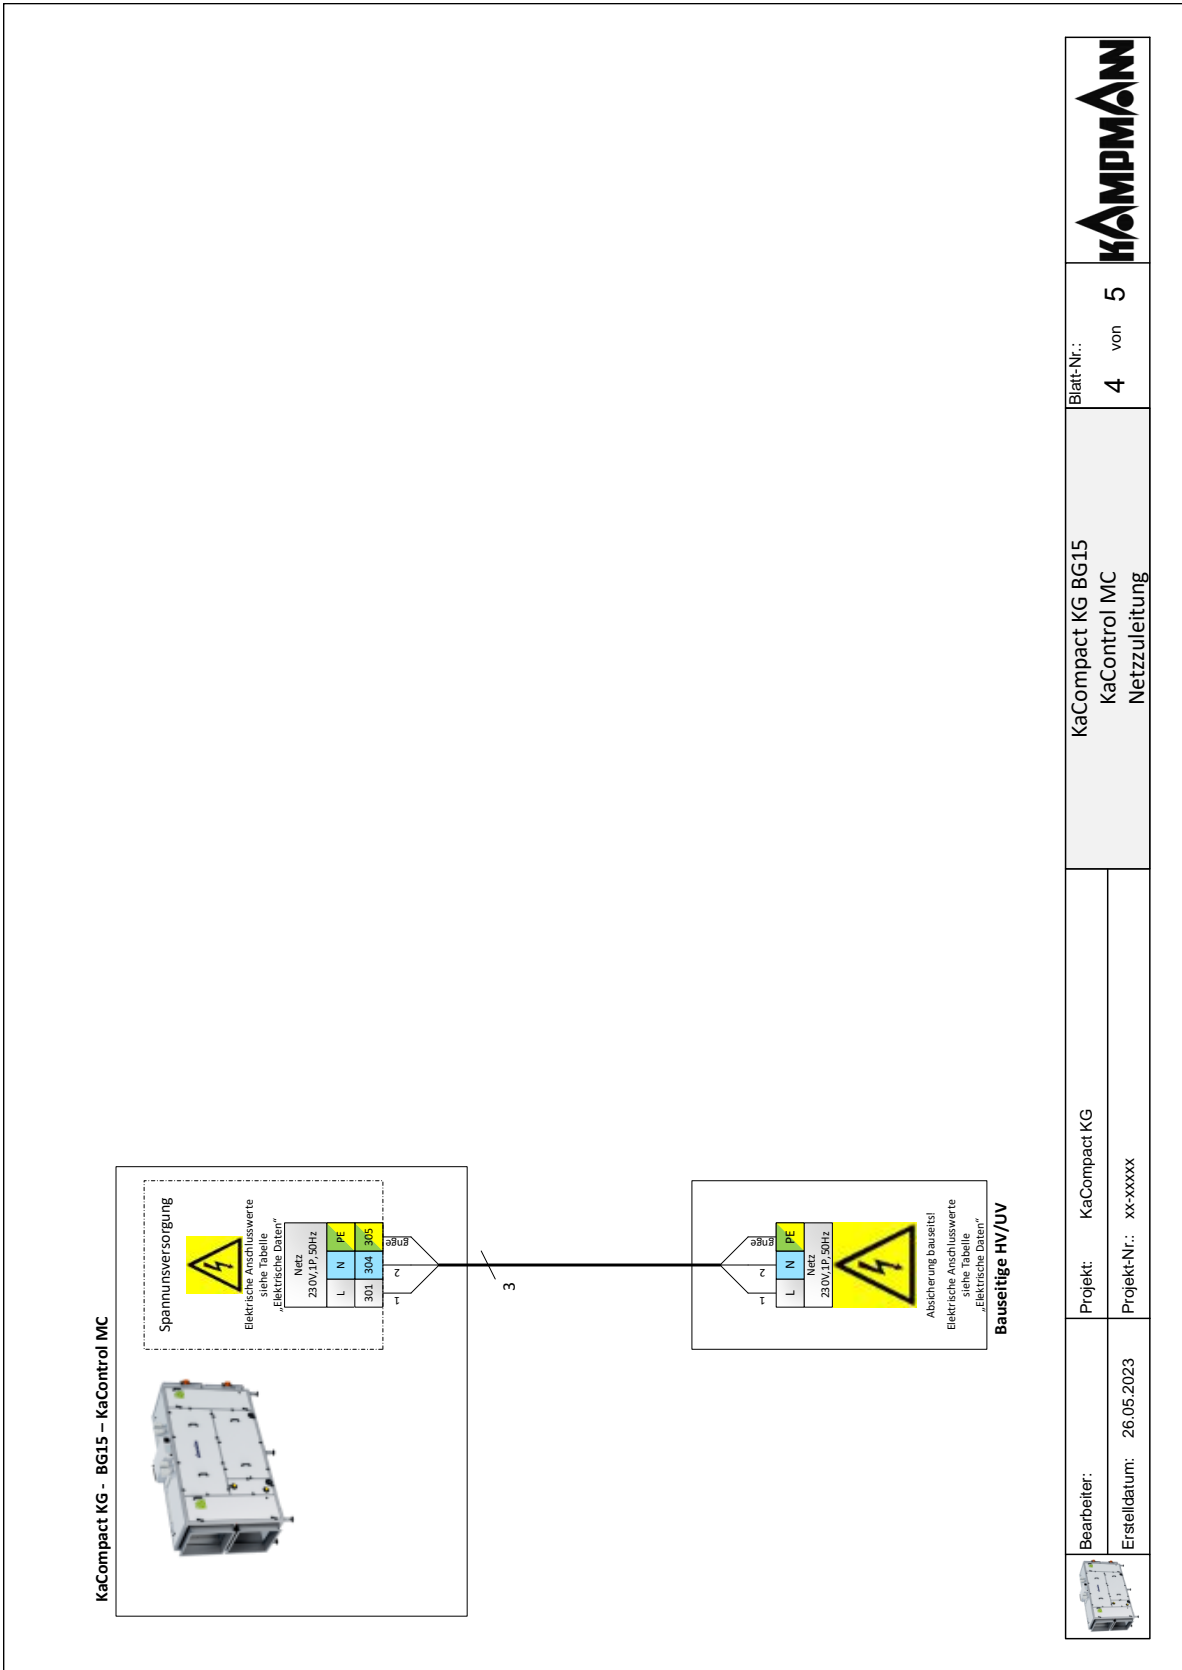 KaCompact KG - BG15 – KaControl MC
Spannunsversorgung
Elektrische Anschlusswerte
siehe Tabelle
„Elektrische Daten“
Netz
230V,1P,50Hz
L N PE
301 304 305
1 2 gnge
3
1 2 gnge
L N PE
Netz
230V,1P,50Hz
Absicherung bauseits!
Elektrische Anschlusswerte
siehe Tabelle
„Elektrische Daten“
Bauseitige HV/UV
Bearbeiter:
Erstelldatum: 26.05.2023
Projekt: KaCompact KG
Projekt-Nr.: xx-xxxxx
KaCompact KG BG15
KaControl MC
Netzzuleitung
Blatt-Nr.:
4 von 5
KAMPMANN